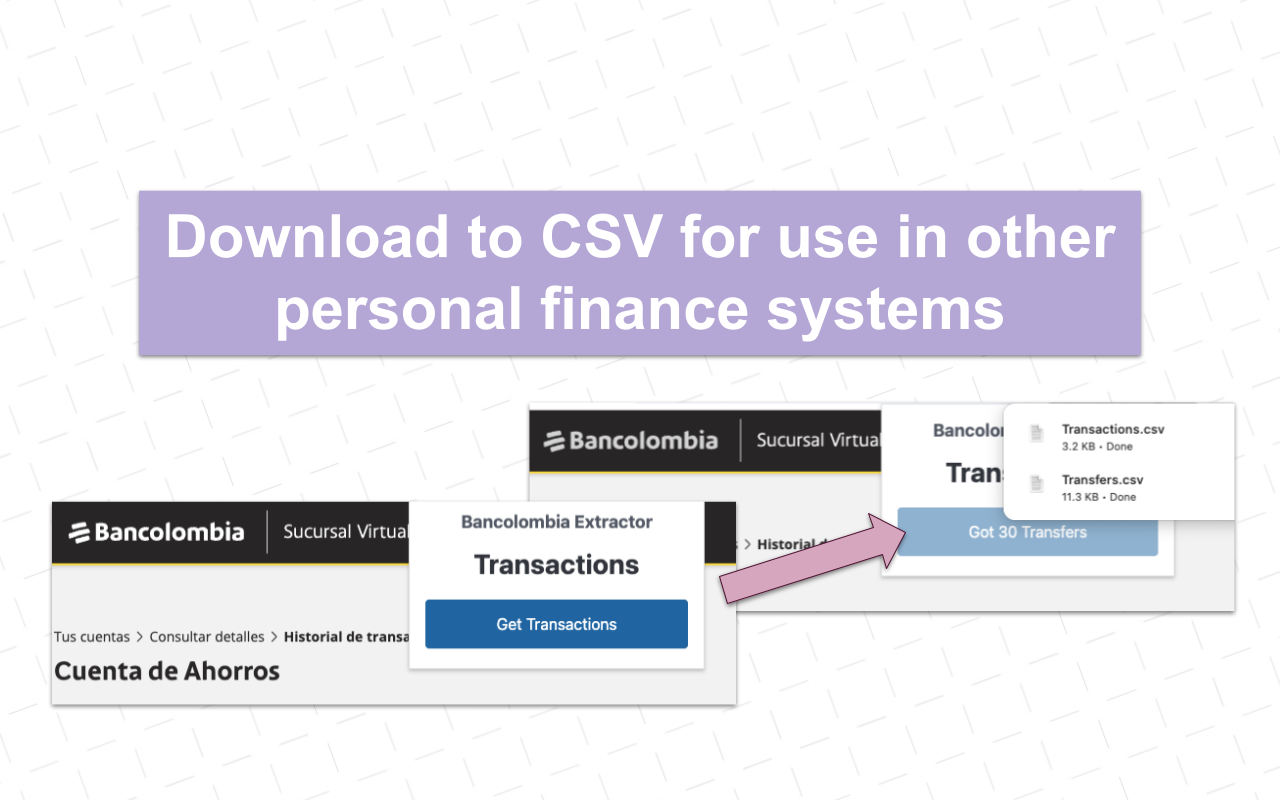 Download to CSV for use in other
personal finance systems
Bancolombia
Sucursal Virtual
Bancolombia Extractor
Transactions
Get Transactions
Tus cuentas > Consultar detalles > Historial de transa
Cuenta de Ahorros
Bancolombia
Sucursal Virtual
Bancolo
Tran
Transactions.csv
3.2 KB • Done
Transfers.csv
11.3 KB • Done
Got 30 Transfers
> Historial